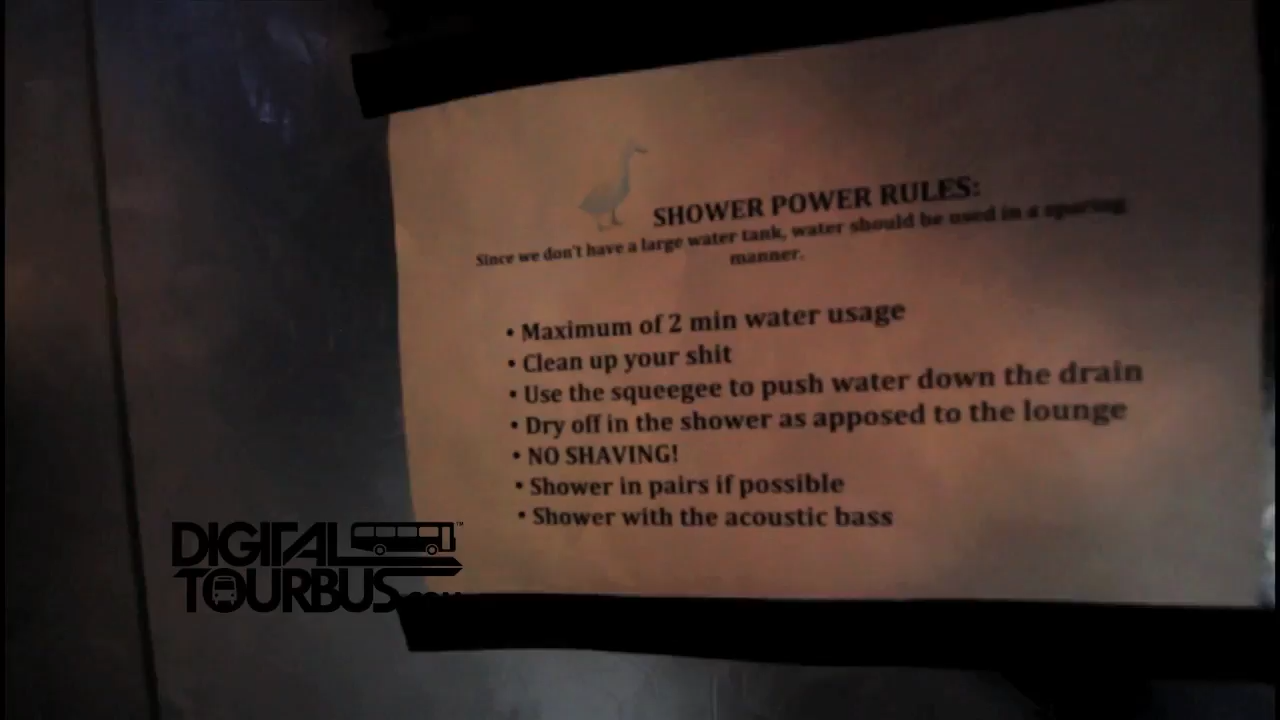 SHOWER POWER RULES:
Since we don't have a large water tank, water should be used in a sparing
manner.
• Maximum of 2 min water usage
• Clean up your shit
• Use the squeegee to push water down the drain
• Dry off in the shower as apposed to the lounge
• NO SHAVING!
• Shower in pairs if possible
• Shower with the acoustic bass
DIGITAL
TOURBUS.COM
™